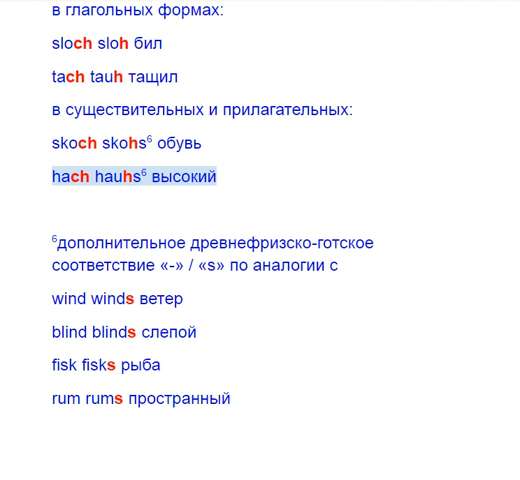 в глагольных формах:
sloch sloh бил
tach tauh тащил
в существительных и прилагательных:
skoch skohs⁶ обувь
hach hauhs⁶ высокий
⁶дополнительное древнефризско-готское
соответствие «-» / «s» по аналогии с
wind winds ветер
blind blinds слепой
fisk fisks рыба
rum rums пространный